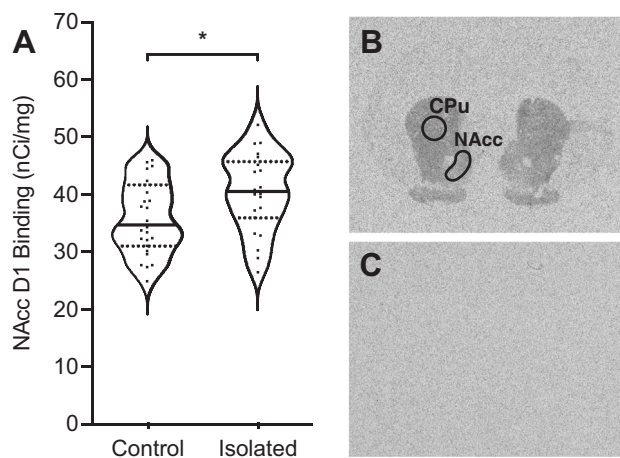 A
70
60
50
40
30
20
10
0
NAcc D1 Binding (nCi/mg)
*
Control Isolated
B
CPu
NAcc
C